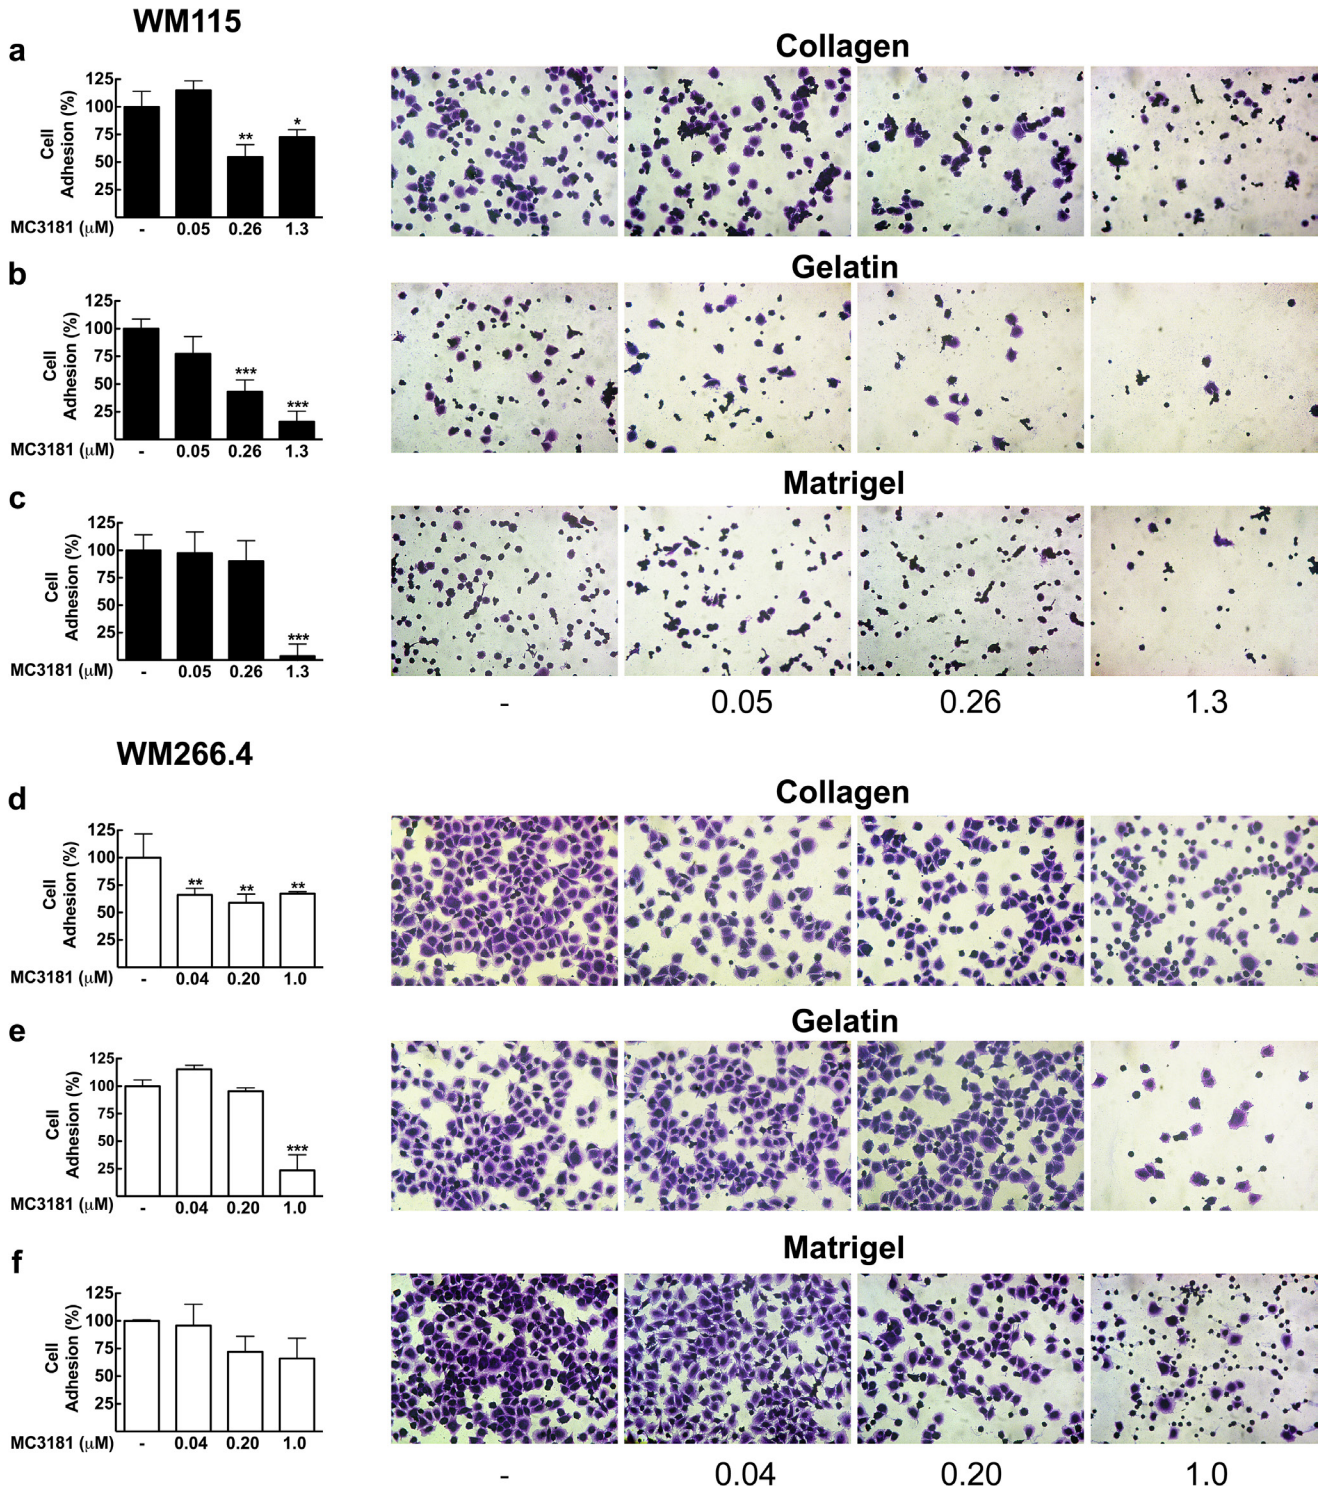 WM115
a
Collagen
Cell
Adhesion (%)
125
100
75
50
25
** *
MC3181 (μM) - 0.05 0.26 1.3
b
Gelatin
Cell
Adhesion (%)
125
100
75
50
25
*** ***
MC3181 (μM) - 0.05 0.26 1.3
c
Matrigel
Cell
Adhesion (%)
125
100
75
50
25
***
MC3181 (μM) - 0.05 0.26 1.3
- 0.05 0.26 1.3
WM266.4
d
Collagen
Cell
Adhesion (%)
125
100
75
50
25
** ** **
MC3181 (μM) - 0.04 0.20 1.0
e
Gelatin
Cell
Adhesion (%)
125
100
75
50
25
***
MC3181 (μM) - 0.04 0.20 1.0
f
Matrigel
Cell
Adhesion (%)
125
100
75
50
25
MC3181 (μM) - 0.04 0.20 1.0
- 0.04 0.20 1.0